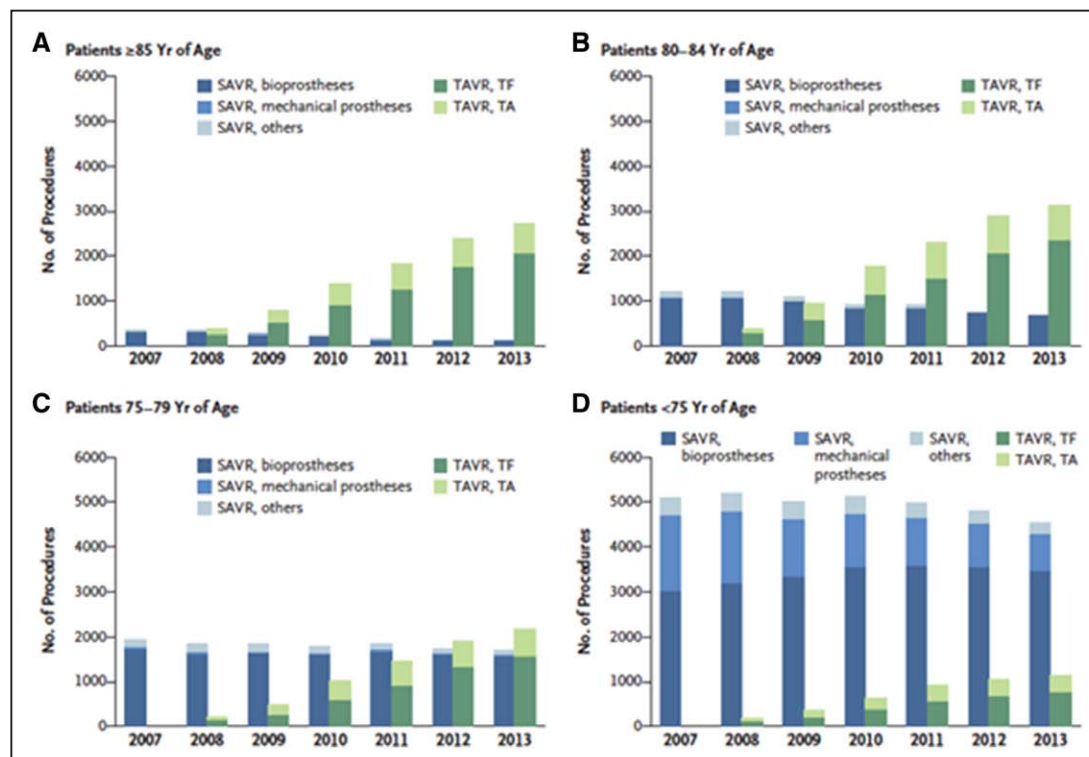 A Patients ≥85 Yr of Age
6000
5000
4000
3000
2000
1000
0
No. of Procedures
SAVR, bioprostheses
SAVR, mechanical prostheses
SAVR, others
TAVR, TF
TAVR, TA
2007 2008 2009 2010 2011 2012 2013
B Patients 80–84 Yr of Age
6000
5000
4000
3000
2000
1000
0
No. of Procedures
SAVR, bioprostheses
SAVR, mechanical prostheses
SAVR, others
TAVR, TF
TAVR, TA
2007 2008 2009 2010 2011 2012 2013
C Patients 75–79 Yr of Age
6000
5000
4000
3000
2000
1000
0
No. of Procedures
SAVR, bioprostheses
SAVR, mechanical prostheses
SAVR, others
TAVR, TF
TAVR, TA
2007 2008 2009 2010 2011 2012 2013
D Patients <75 Yr of Age
6000
5000
4000
3000
2000
1000
0
No. of Procedures
SAVR,
bioprostheses
SAVR,
mechanical
prostheses
SAVR,
others
TAVR, TF
TAVR, TA
2007 2008 2009 2010 2011 2012 2013